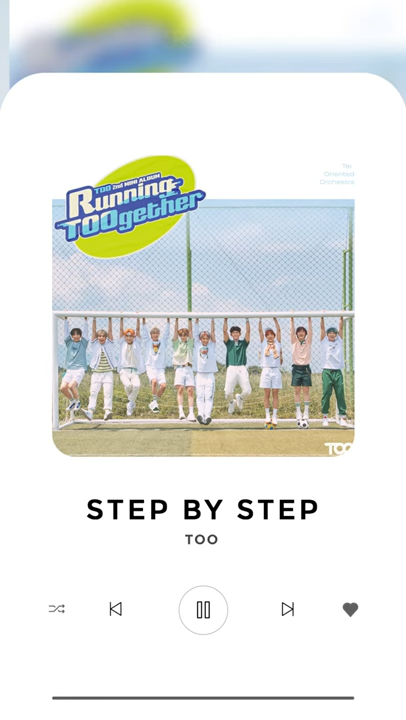 TOO 2nd MINI ALBUM
Running
TOOgether
Ten
Oriented
Orchestra
TOO
STEP BY STEP
TOO